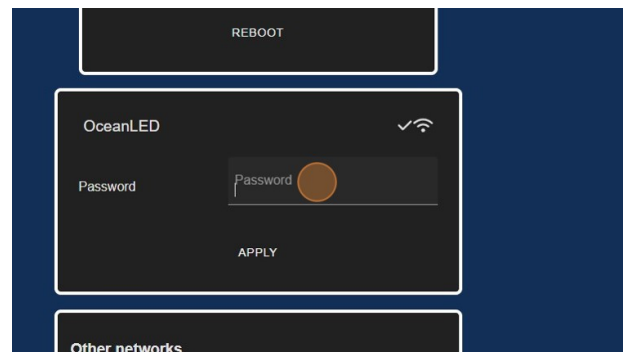 REBOOT
OceanLED
Password Password
APPLY
Other networks